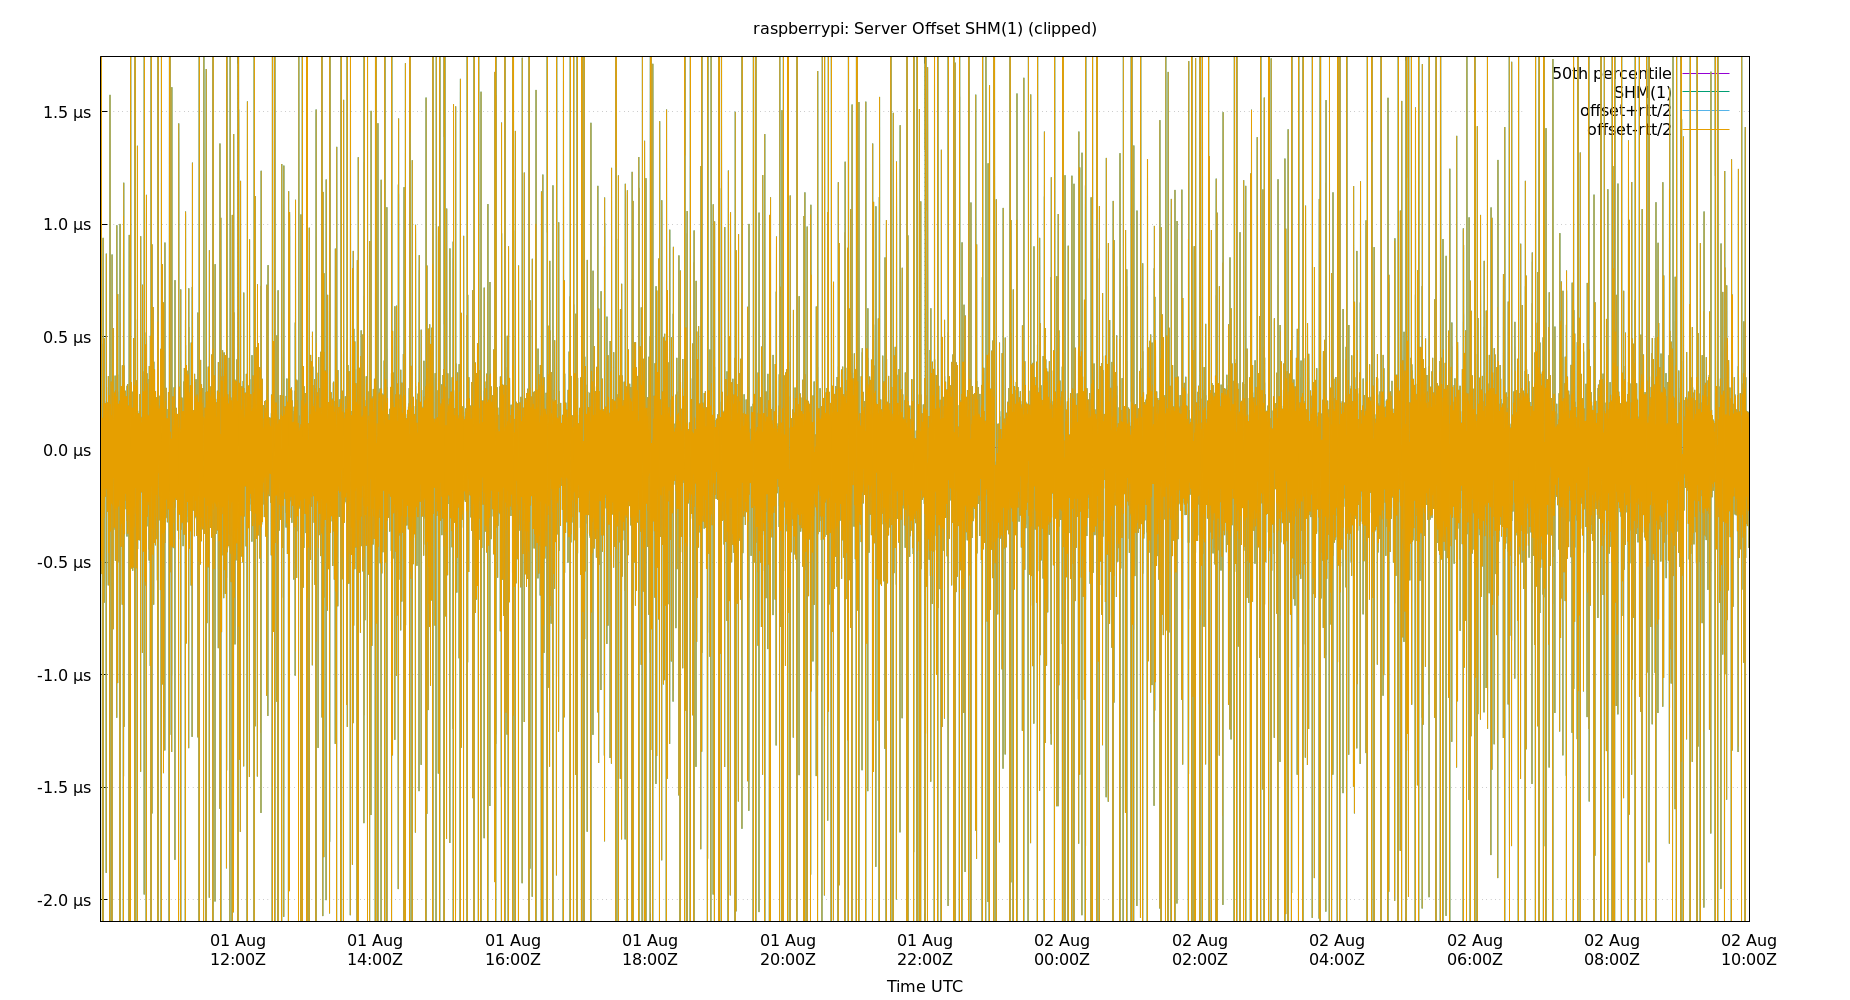 raspberrypi: Server Offset SHM(1) (clipped)
50th percentile
SHM(1)
offset+rtt/2
offset-rtt/2
1.5 µs
1.0 µs
0.5 µs
0.0 µs
-0.5 µs
-1.0 µs
-1.5 µs
-2.0 µs
01 Aug 01 Aug 01 Aug 01 Aug 01 Aug 01 Aug 02 Aug 02 Aug 02 Aug 02 Aug 02 Aug 02 Aug
12:00Z 14:00Z 16:00Z 18:00Z 20:00Z 22:00Z 00:00Z 02:00Z 04:00Z 06:00Z 08:00Z 10:00Z
Time UTC